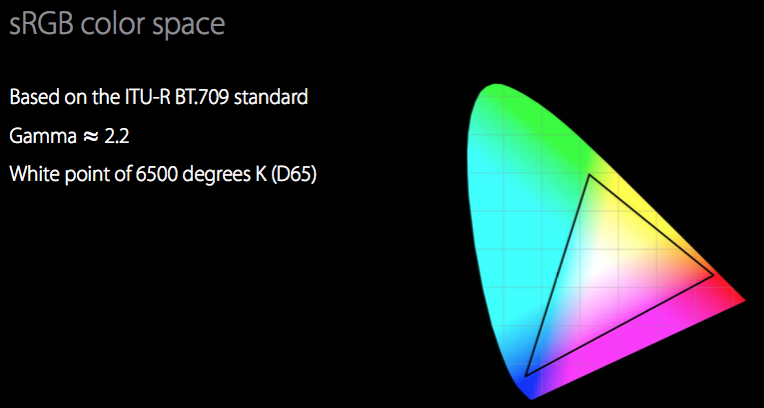 sRGB color space
Based on the ITU-R BT.709 standard
Gamma ≈ 2.2
White point of 6500 degrees K (D65)